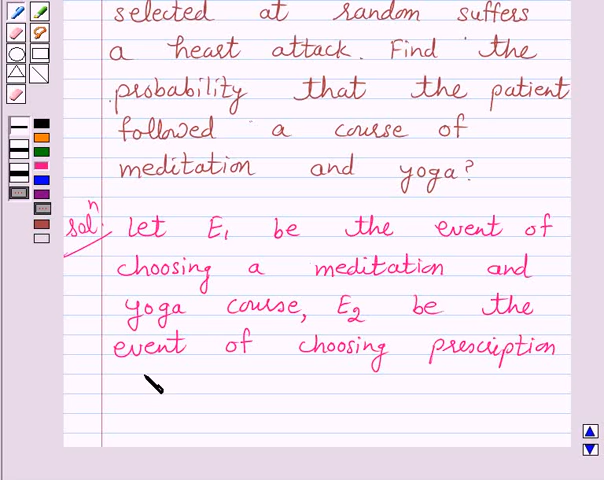 selected at random suffers
a heart attack. Find the
probability that the patient
followed a course of
meditation and yoga?
Solⁿ: Let E₁ be the event of
choosing a meditation and
yoga course, E₂ be the
event of choosing prescription